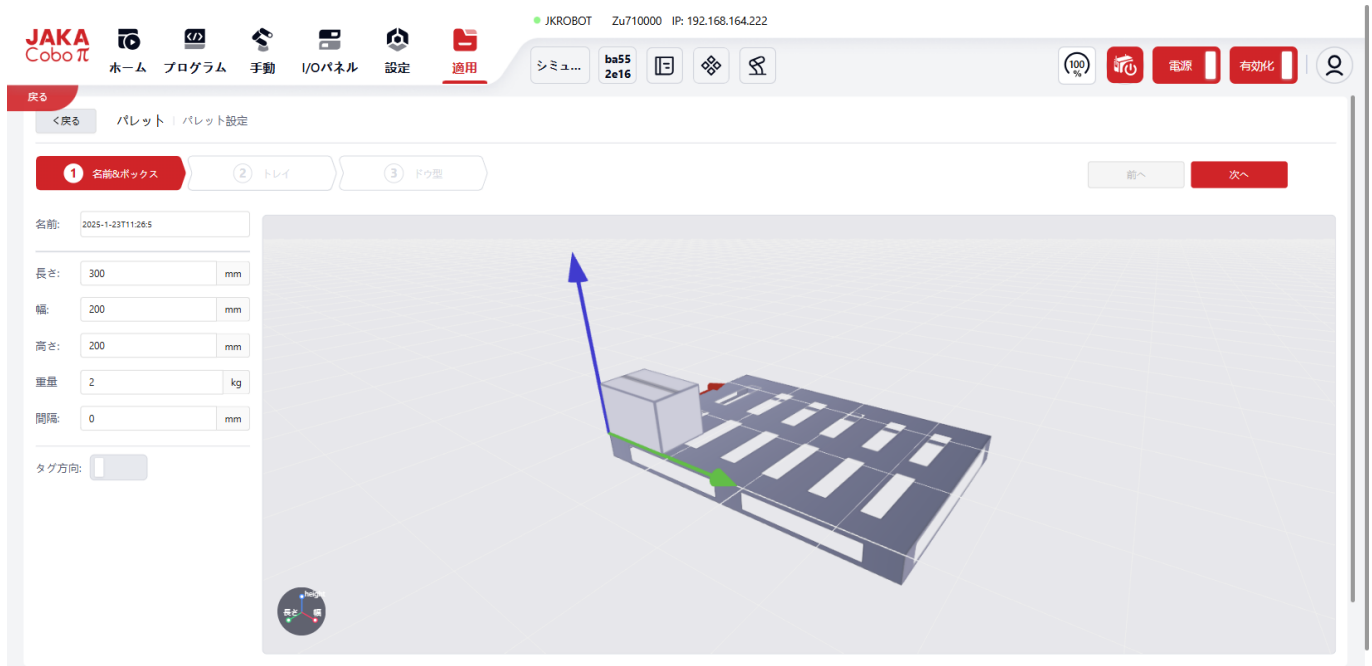 JKROBOT Zu710000 IP: 192.168.164.222
JAKA
Cobo π
ホーム プログラム 手動 I/Oパネル 設定 適用
シミュ... ba55
2e16
100
%
電源 有効化
戻る
<戻る パレット パレット設定
1 名前&ボックス 2 トレイ 3 ドウ型 前へ 次へ
名前: 2025-1-23T11:26:5
長さ: 300 mm
幅: 200 mm
高さ: 200 mm
重量 2 kg
間隔: 0 mm
タグ方向:
height
長さ 幅